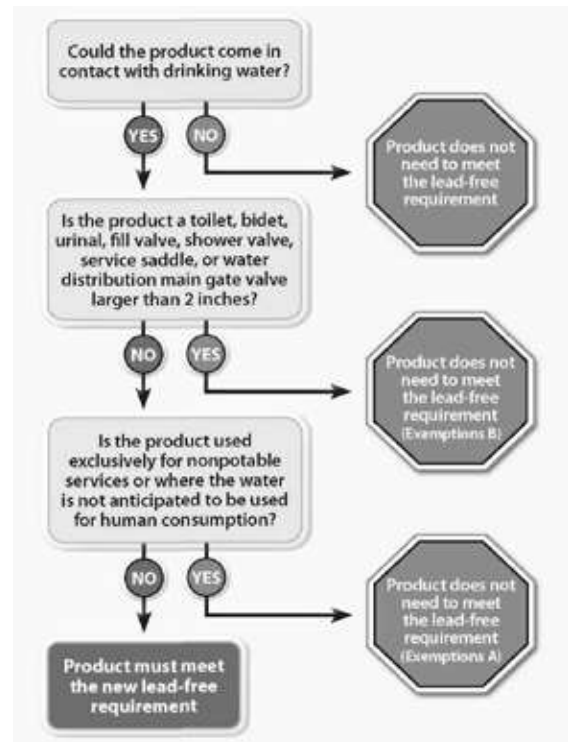 Could the product come in
contact with drinking water?
YES
NO
Product does not
need to meet
the lead-free
requirement
Is the product a toilet, bidet,
urinal, fill valve, shower valve,
service saddle, or water
distribution main gate valve
larger than 2 inches?
NO
YES
Product does not
need to meet
the lead-free
requirement
(Exemptions B)
Is the product used
exclusively for nonpotable
services or where the water
is not anticipated to be used
for human consumption?
NO
YES
Product does not
need to meet
the lead-free
requirement
(Exemptions A)
Product must meet
the new lead-free
requirement